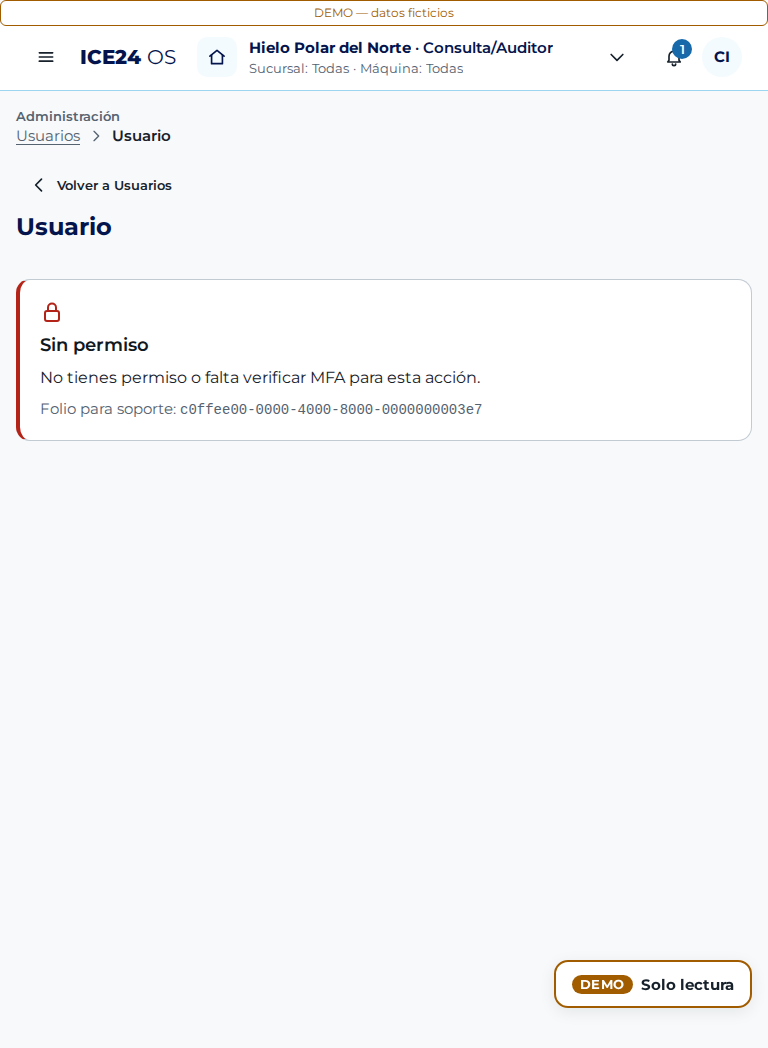 DEMO — datos ficticios
ICE24 OS
Hielo Polar del Norte · Consulta/Auditor
Sucursal: Todas · Máquina: Todas
1
CI
Administración
Usuarios > Usuario
Volver a Usuarios
Usuario
Sin permiso
No tienes permiso o falta verificar MFA para esta acción.
Folio para soporte: c0ffee00-0000-4000-8000-0000000003e7
DEMO Solo lectura